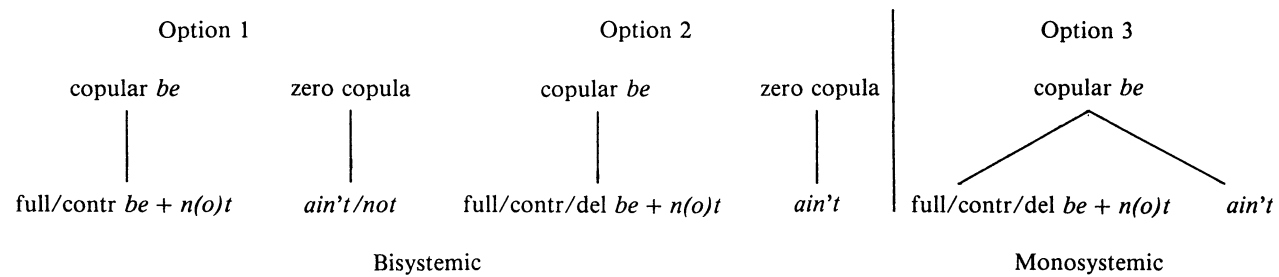 Option 1 Option 2 Option 3
copular be zero copula copular be zero copula copular be
full/contr be + n(o)t ain't/not full/contr/del be + n(o)t ain't full/contr/del be + n(o)t ain't
Bisystemic Monosystemic